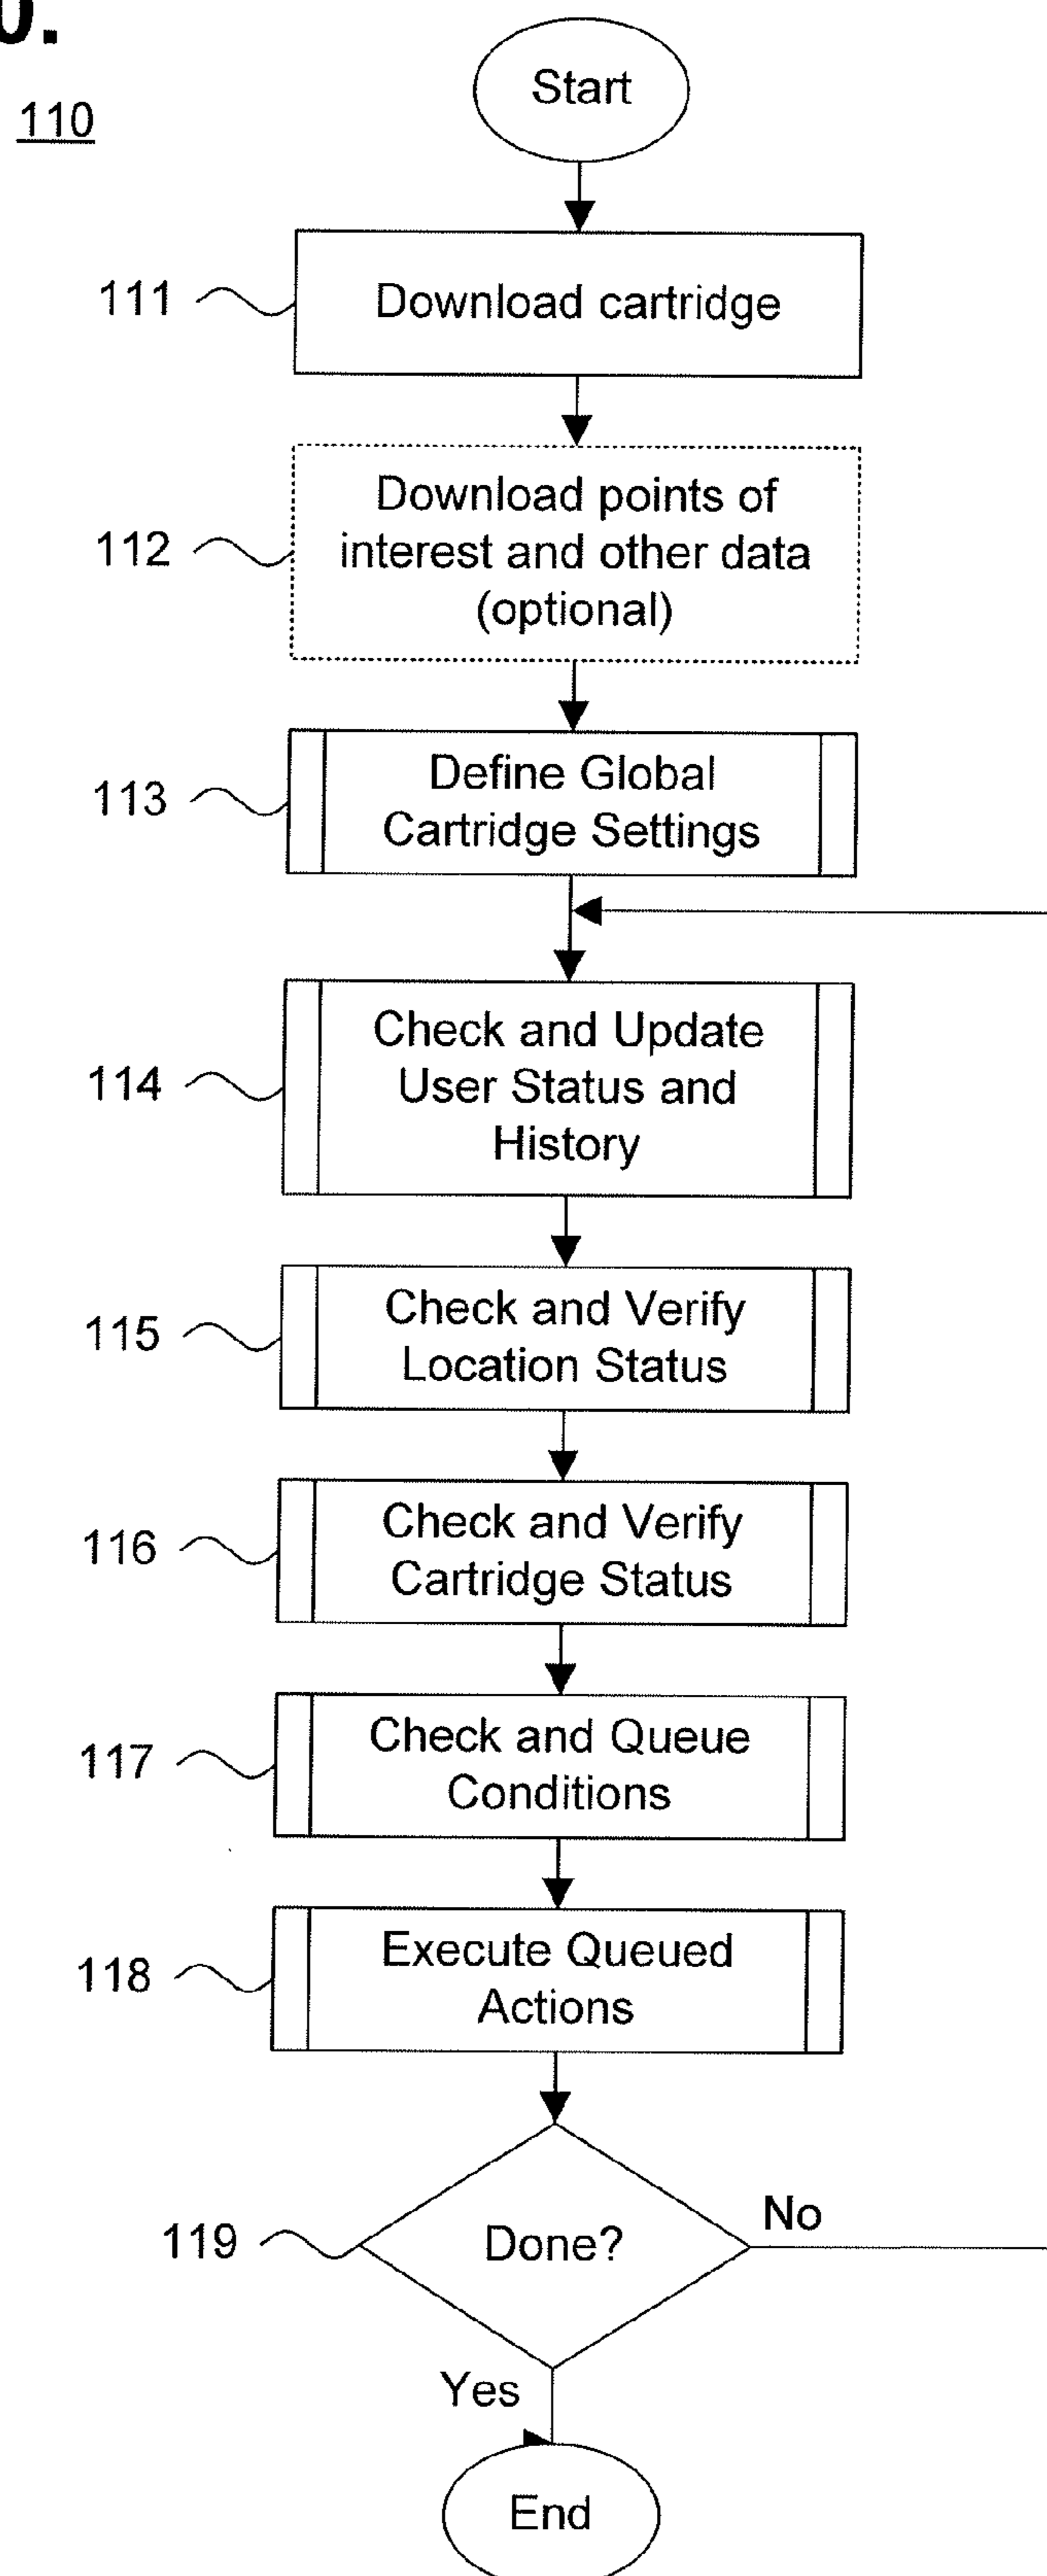 0.
110
Start
111
Download cartridge
112
Download points of
interest and other data
(optional)
113
Define Global
Cartridge Settings
114
Check and Update
User Status and
History
115
Check and Verify
Location Status
116
Check and Verify
Cartridge Status
117
Check and Queue
Conditions
118
Execute Queued
Actions
119
Done?
No
Yes
End